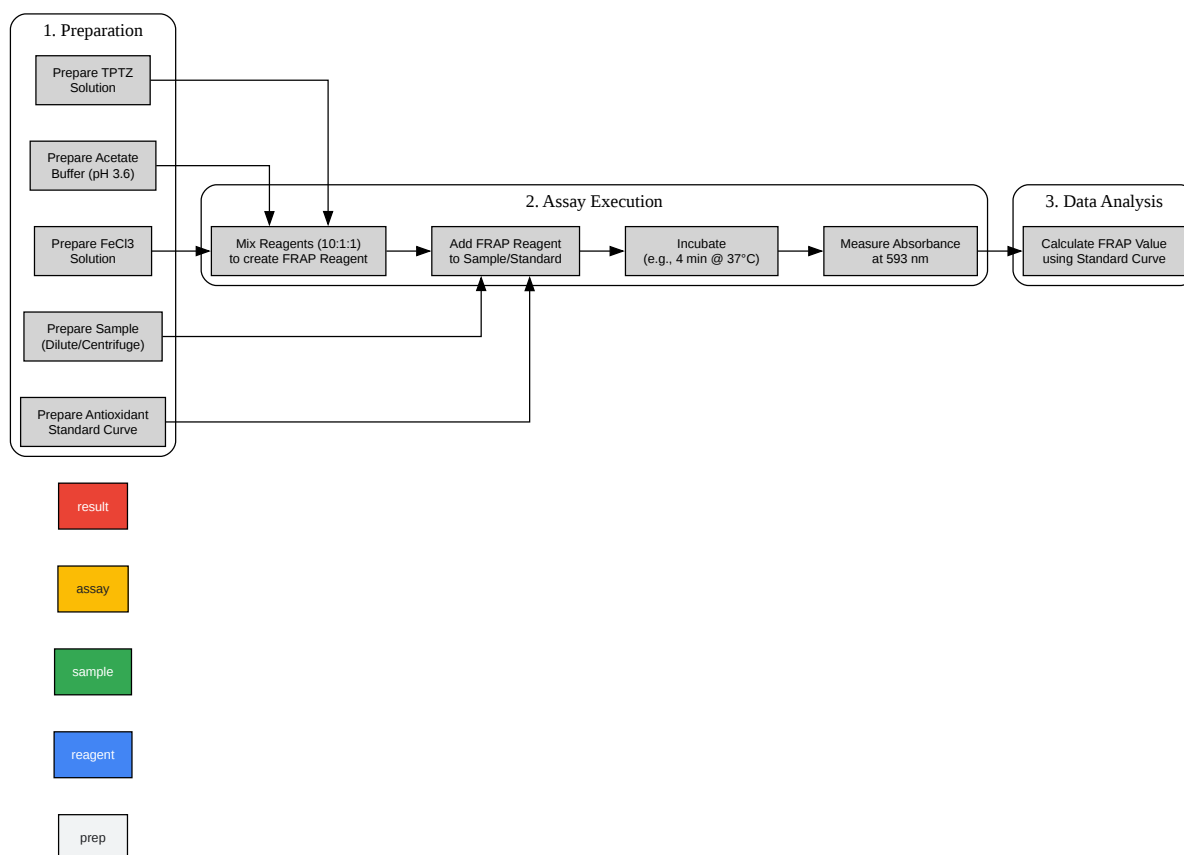 1. Preparation
Prepare TPTZ
Solution
Prepare Acetate
Buffer (pH 3.6)
Prepare FeCl3
Solution
Prepare Sample
(Dilute/Centrifuge)
Prepare Antioxidant
Standard Curve
2. Assay Execution
Mix Reagents (10:1:1)
to create FRAP Reagent
Add FRAP Reagent
to Sample/Standard
Incubate
(e.g., 4 min @ 37°C)
Measure Absorbance
at 593 nm
3. Data Analysis
Calculate FRAP Value
using Standard Curve
result
assay
sample
reagent
prep